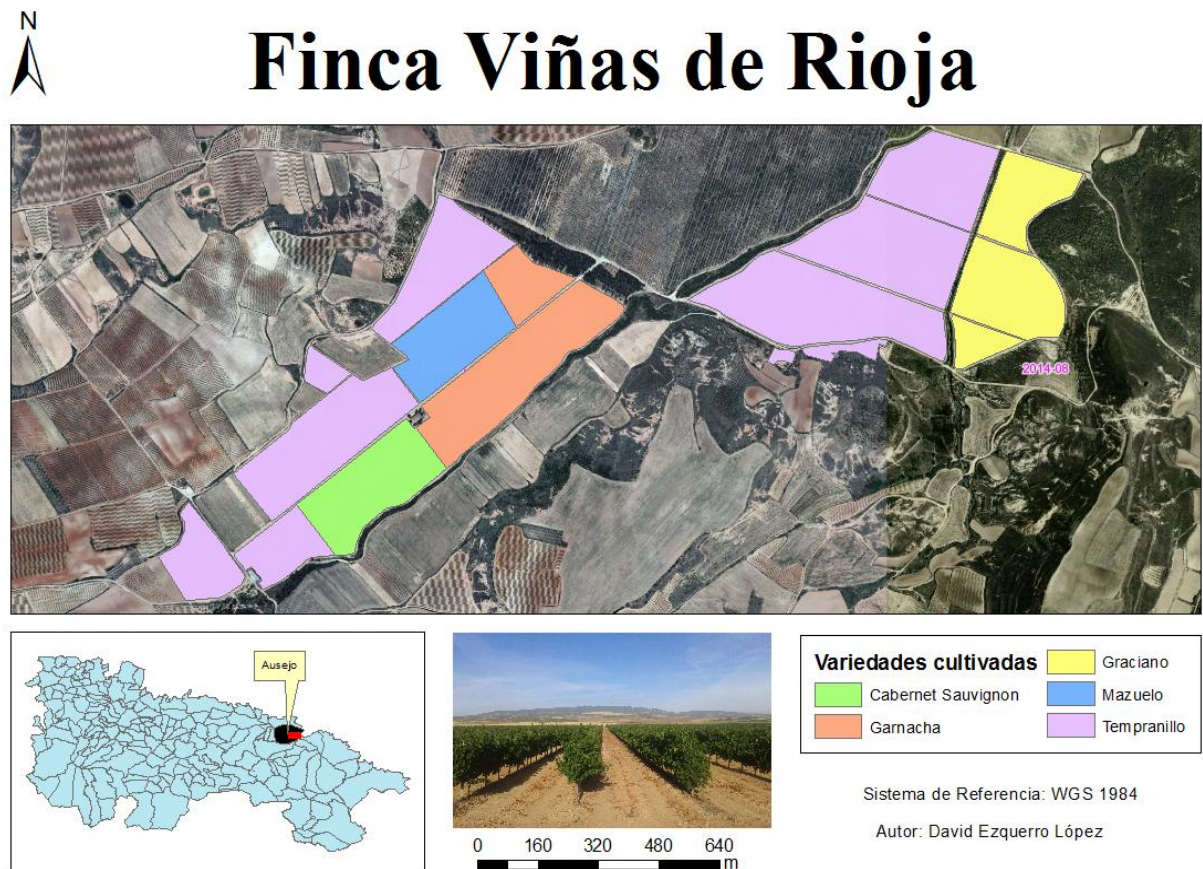 N
Finca Viñas de Rioja
2014-08
Ausejo
Variedades cultivadas
Cabernet Sauvignon
Garnacha
Graciano
Mazuelo
Tempranillo
Sistema de Referencia: WGS 1984
Autor: David Ezquerro López
0 160 320 480 640
m